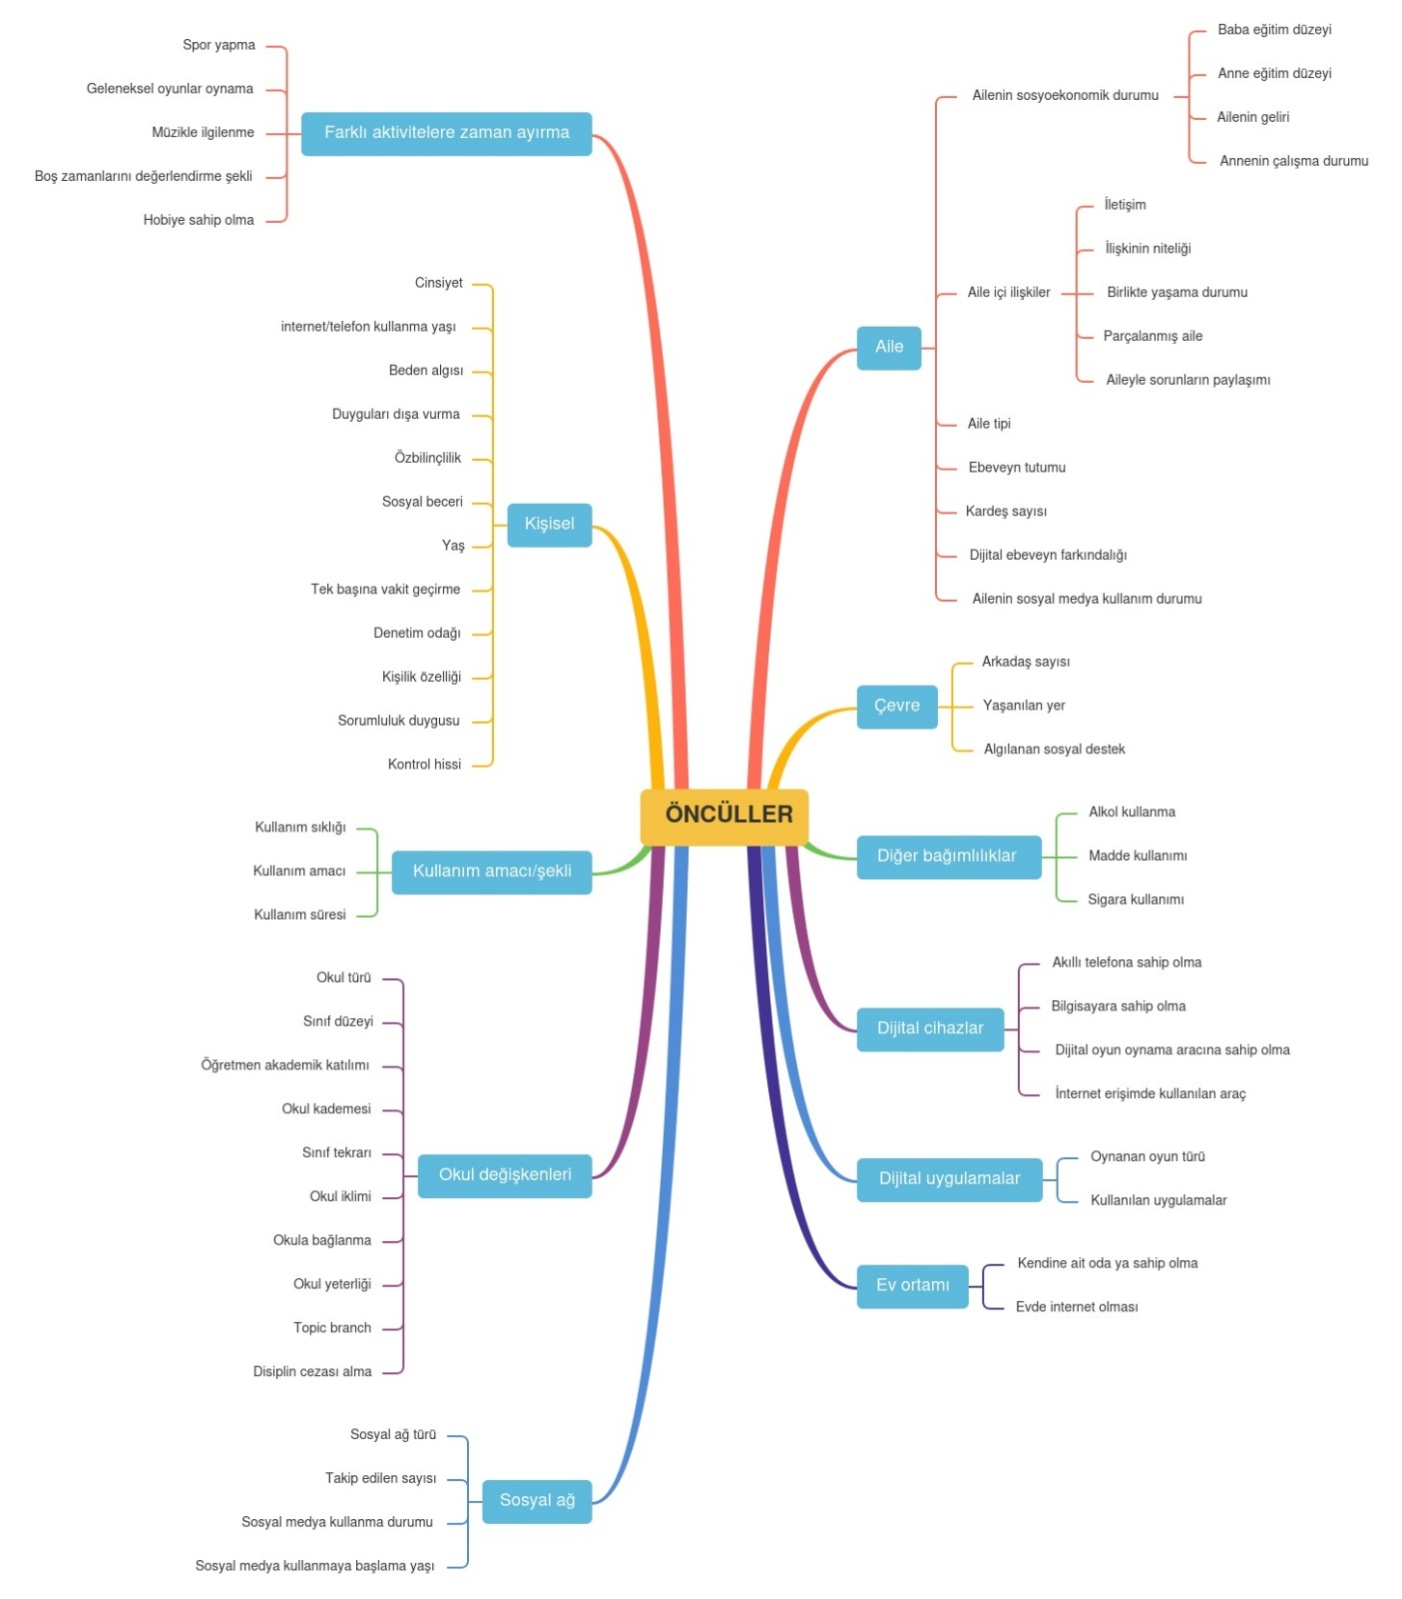 Spor yapma
Geleneksel oyunlar oynama
Müzikle ilgilenme
Boş zamanlarını değerlendirme şekli
Hobiye sahip olma
Farklı aktivitelere zaman ayırma
Cinsiyet
internet/telefon kullanma yaşı
Beden algısı
Duyguları dışa vurma
Özbilinçlilik
Sosyal beceri
Yaş
Tek başına vakit geçirme
Denetim odağı
Kişilik özelliği
Sorumluluk duygusu
Kontrol hissi
Kişisel
Kullanım sıklığı
Kullanım amacı
Kullanım süresi
Kullanım amacı/şekli
Okul türü
Sınıf düzeyi
Öğretmen akademik katılımı
Okul kademesi
Sınıf tekrarı
Okul iklimi
Okula bağlanma
Okul yeterliği
Topic branch
Disiplin cezası alma
Okul değişkenleri
Sosyal ağ türü
Takip edilen sayısı
Sosyal medya kullanma durumu
Sosyal medya kullanmaya başlama yaşı
Sosyal ağ
ÖNCÜLLER
Aile
Ailenin sosyoekonomik durumu
Baba eğitim düzeyi
Anne eğitim düzeyi
Ailenin geliri
Annenin çalışma durumu
Aile içi ilişkiler
İletişim
İlişkinin niteliği
Birlikte yaşama durumu
Parçalanmış aile
Aileyle sorunların paylaşımı
Aile tipi
Ebeveyn tutumu
Kardeş sayısı
Dijital ebeveyn farkındalığı
Ailenin sosyal medya kullanım durumu
Çevre
Arkadaş sayısı
Yaşanılan yer
Algılanan sosyal destek
Diğer bağımlılıklar
Alkol kullanma
Madde kullanımı
Sigara kullanımı
Dijital cihazlar
Akıllı telefona sahip olma
Bilgisayara sahip olma
Dijital oyun oynama aracına sahip olma
İnternet erişimde kullanılan araç
Dijital uygulamalar
Oynanan oyun türü
Kullanılan uygulamalar
Ev ortamı
Kendine ait oda ya sahip olma
Evde internet olması